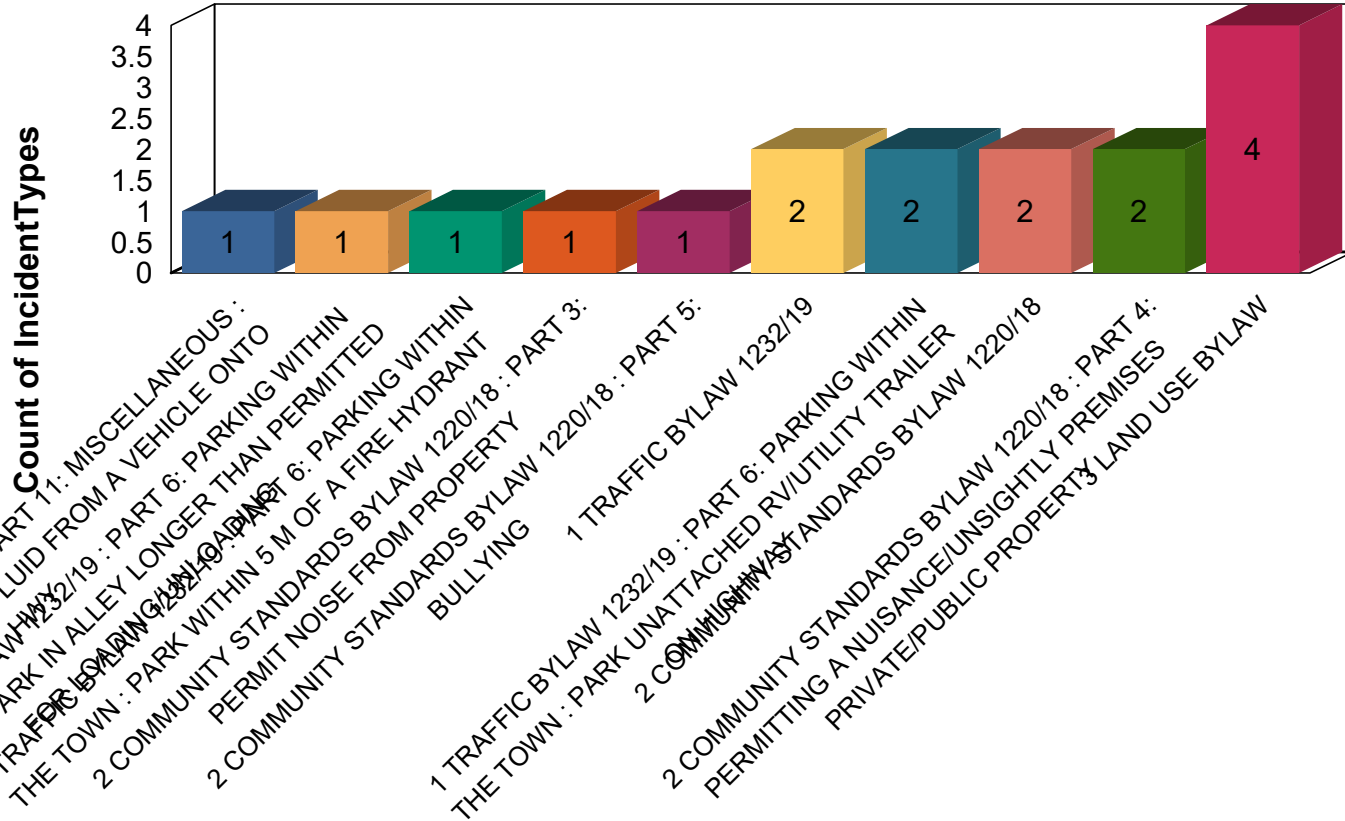 Count of IncidentTypes
4
3.5
3
2.5
2
1.5
1
0.5
0
1
1
1
1
1
2
2
2
2
4
11: MISCELLANEOUS :
FROM A VEHICLE ONTO
HWY
1232/19 : PART 6: PARKING WITHIN
PARK IN ALLEY LONGER THAN PERMITTED
FOR LOADING/UNLOADING
TRAFFIC BYLAW 1232/19 : PART 6: PARKING WITHIN
THE TOWN : PARK WITHIN 5 M OF A FIRE HYDRANT
2 COMMUNITY STANDARDS BYLAW 1220/18 : PART 3:
PERMIT NOISE FROM PROPERTY
2 COMMUNITY STANDARDS BYLAW 1220/18 : PART 5:
BULLYING
1 TRAFFIC BYLAW 1232/19
1 TRAFFIC BYLAW 1232/19 : PART 6: PARKING WITHIN
THE TOWN : PARK UNATTACHED RV/UTILITY TRAILER
ON HIGHWAY
2 COMMUNITY STANDARDS BYLAW 1220/18
2 COMMUNITY STANDARDS BYLAW 1220/18 : PART 4:
PERMITTING A NUISANCE/UNSIGHTLY PREMISES
PRIVATE/PUBLIC PROPERTY
3 LAND USE BYLAW